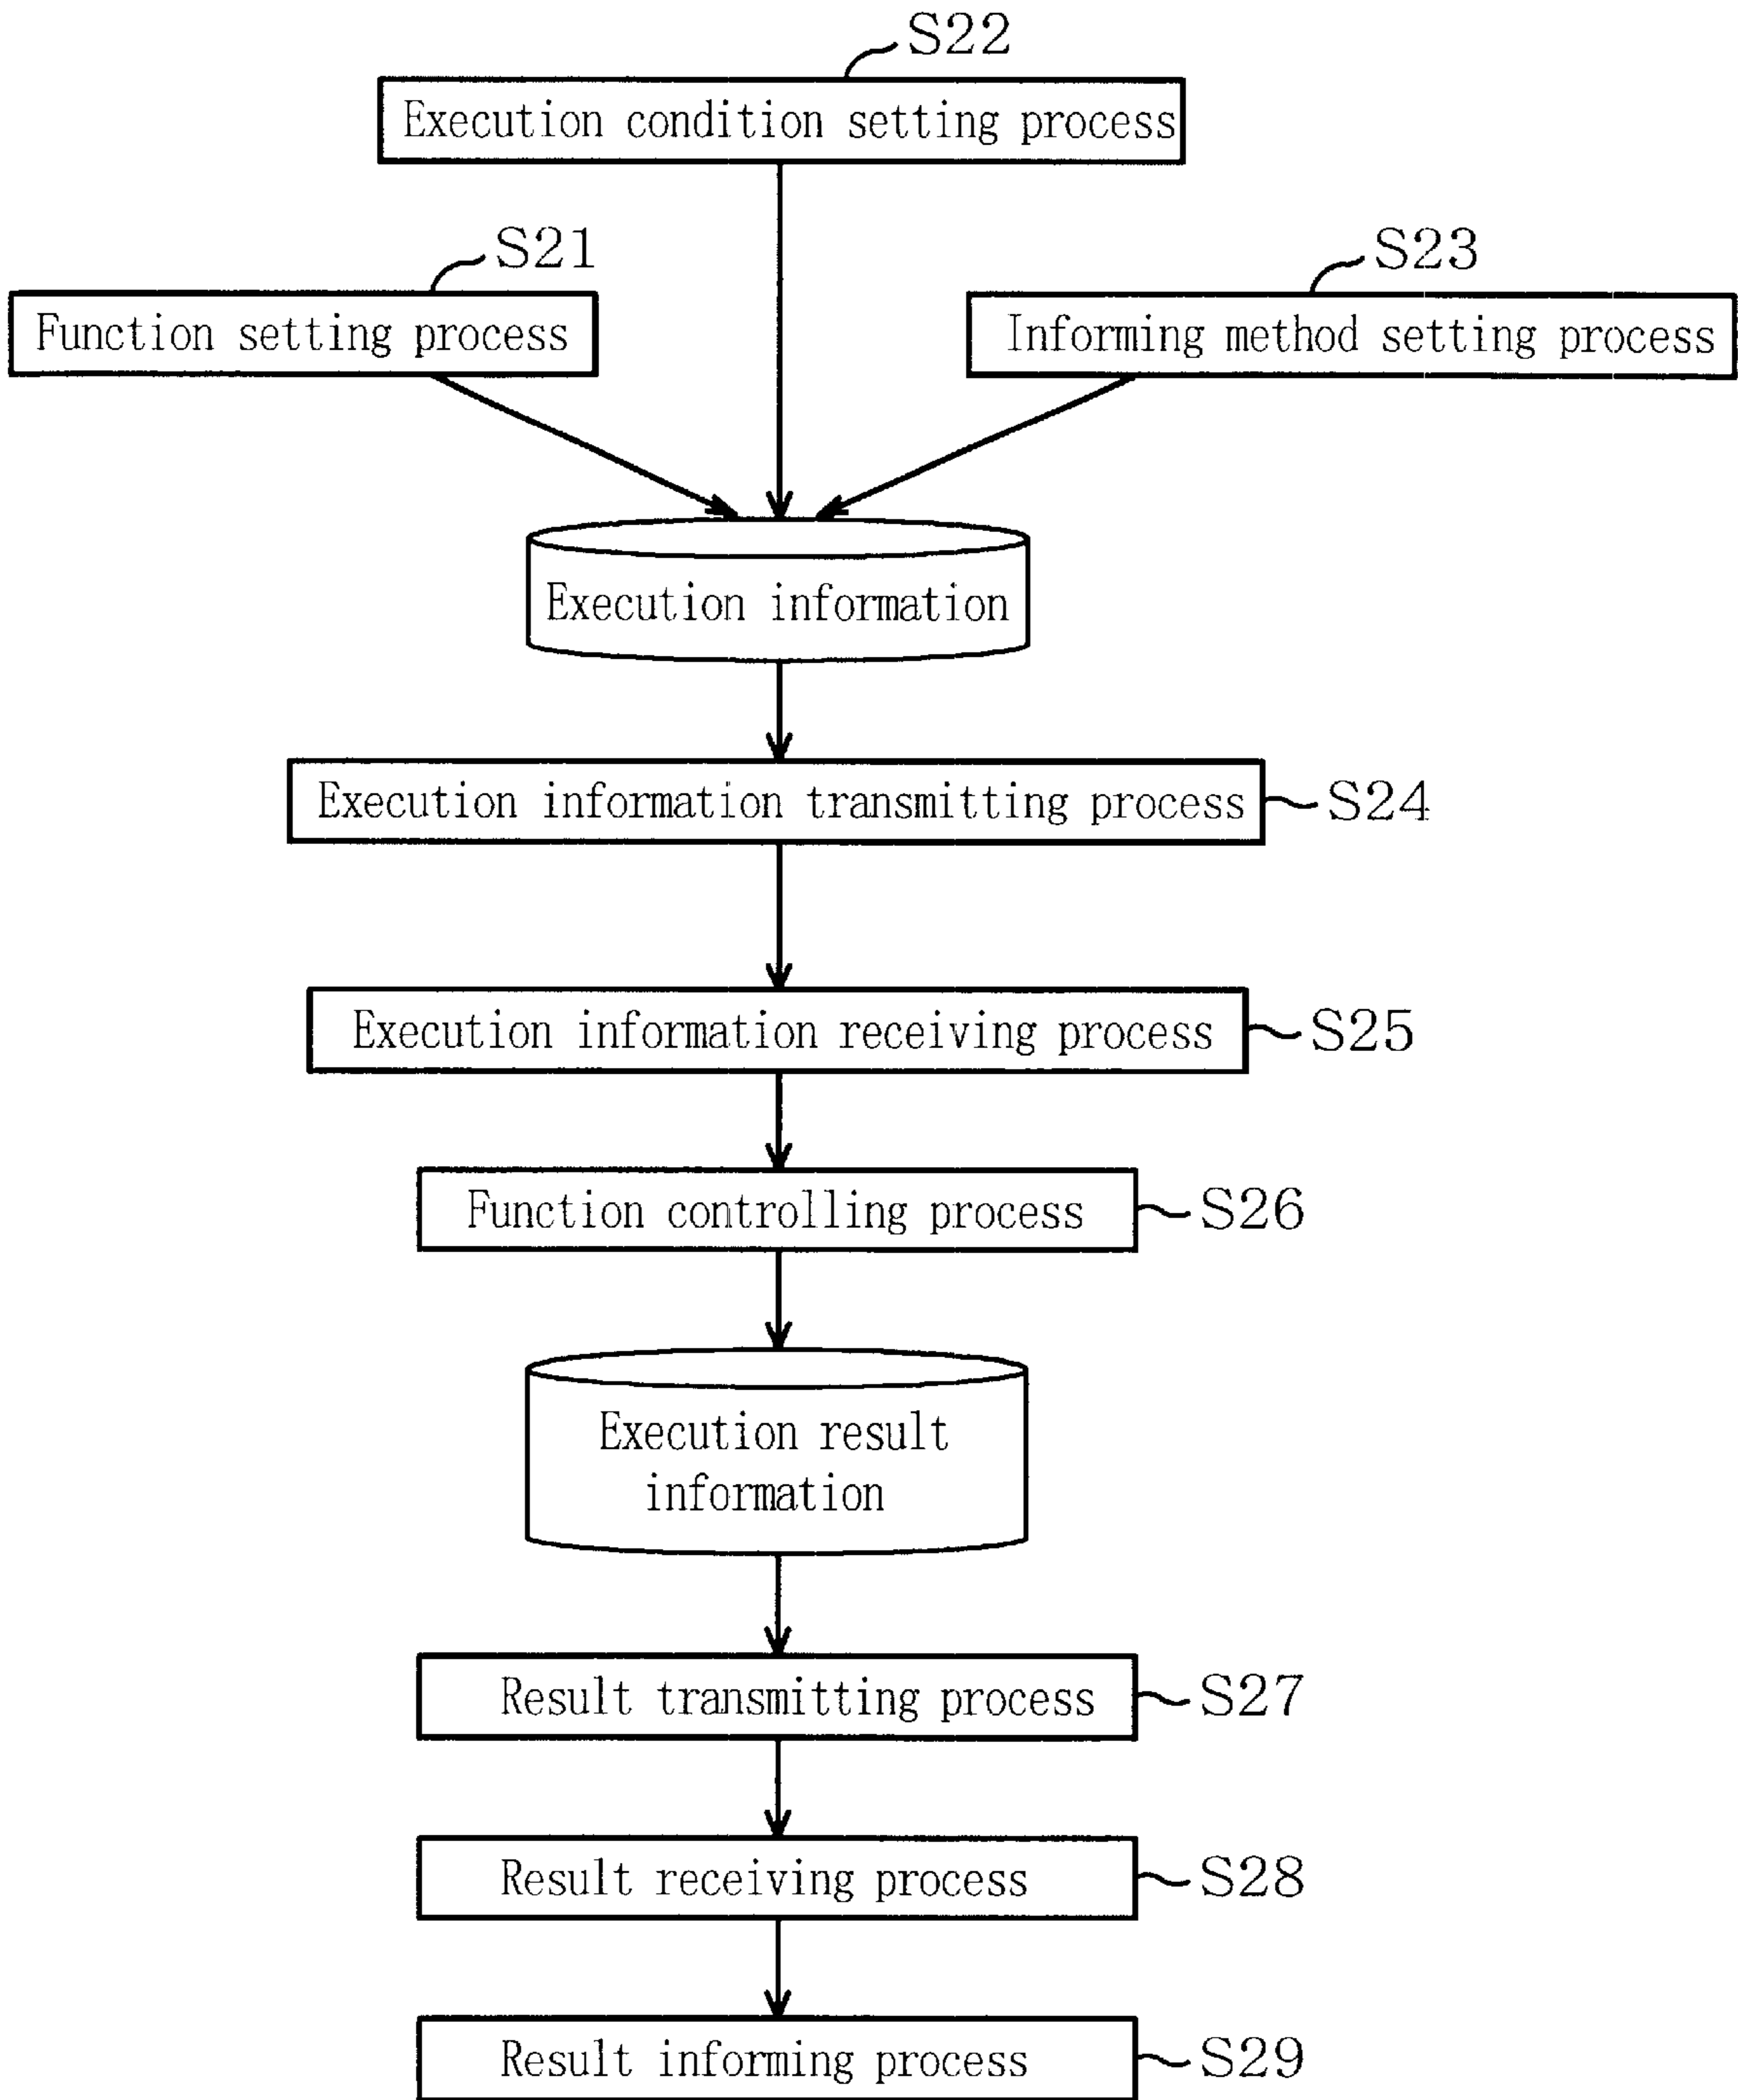 S22
Execution condition setting process
S21
S23
Function setting process
Informing method setting process
Execution information
Execution information transmitting process
S24
Execution information receiving process
S25
Function controlling process
S26
Execution result
information
Result transmitting process
S27
Result receiving process
S28
Result informing process
S29